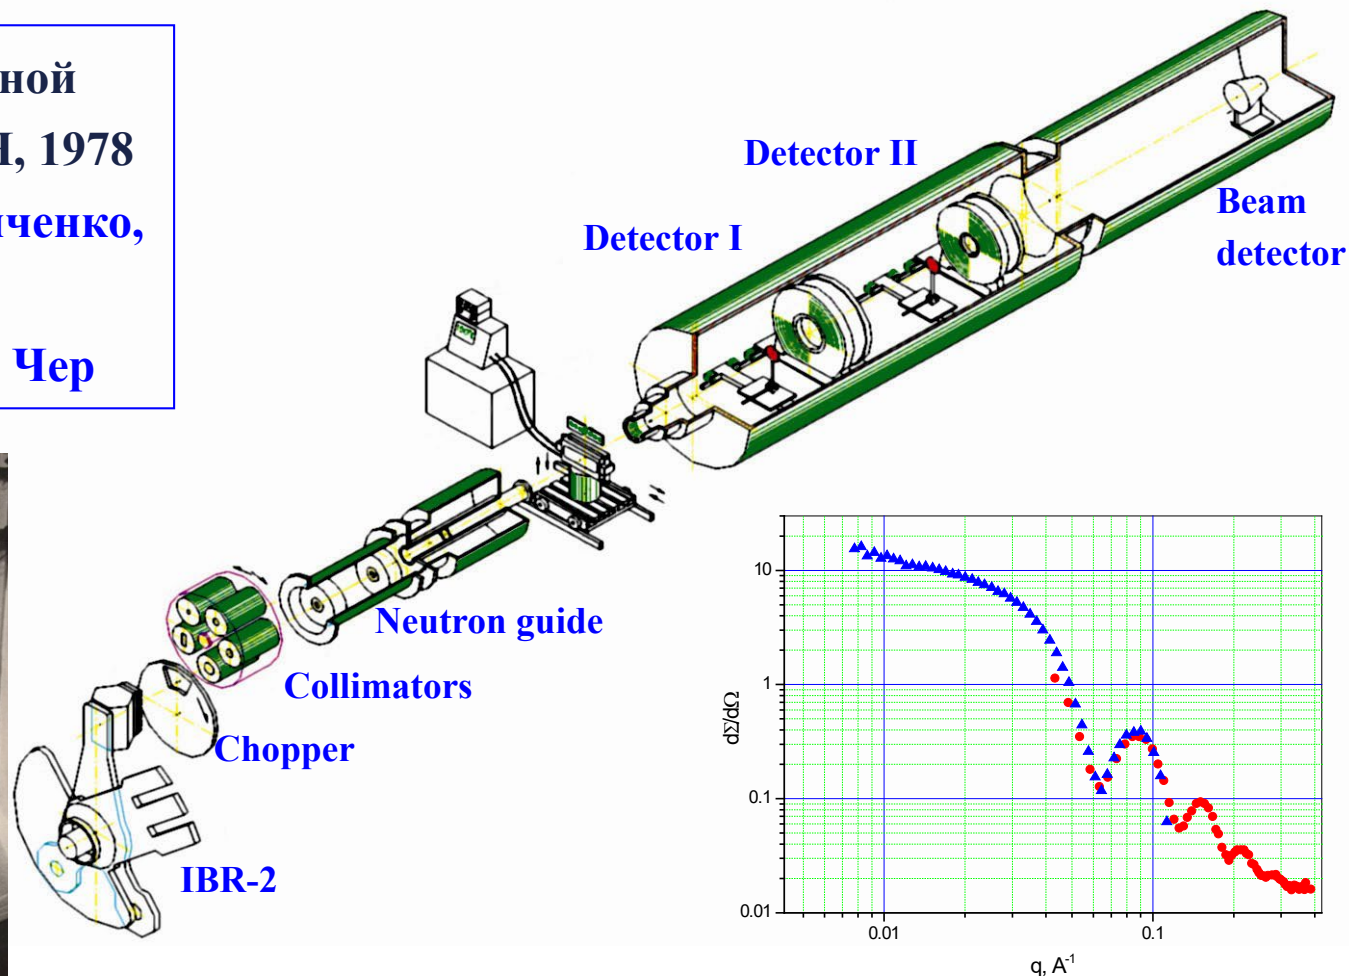 ной
, 1978
ченко,
Чер
Detector II
Detector I
Beam
detector
Neutron guide
Collimators
Chopper
IBR-2
10
1
0.1
0.01
dΣ/dΩ
0.01 0.1
q, A⁻¹